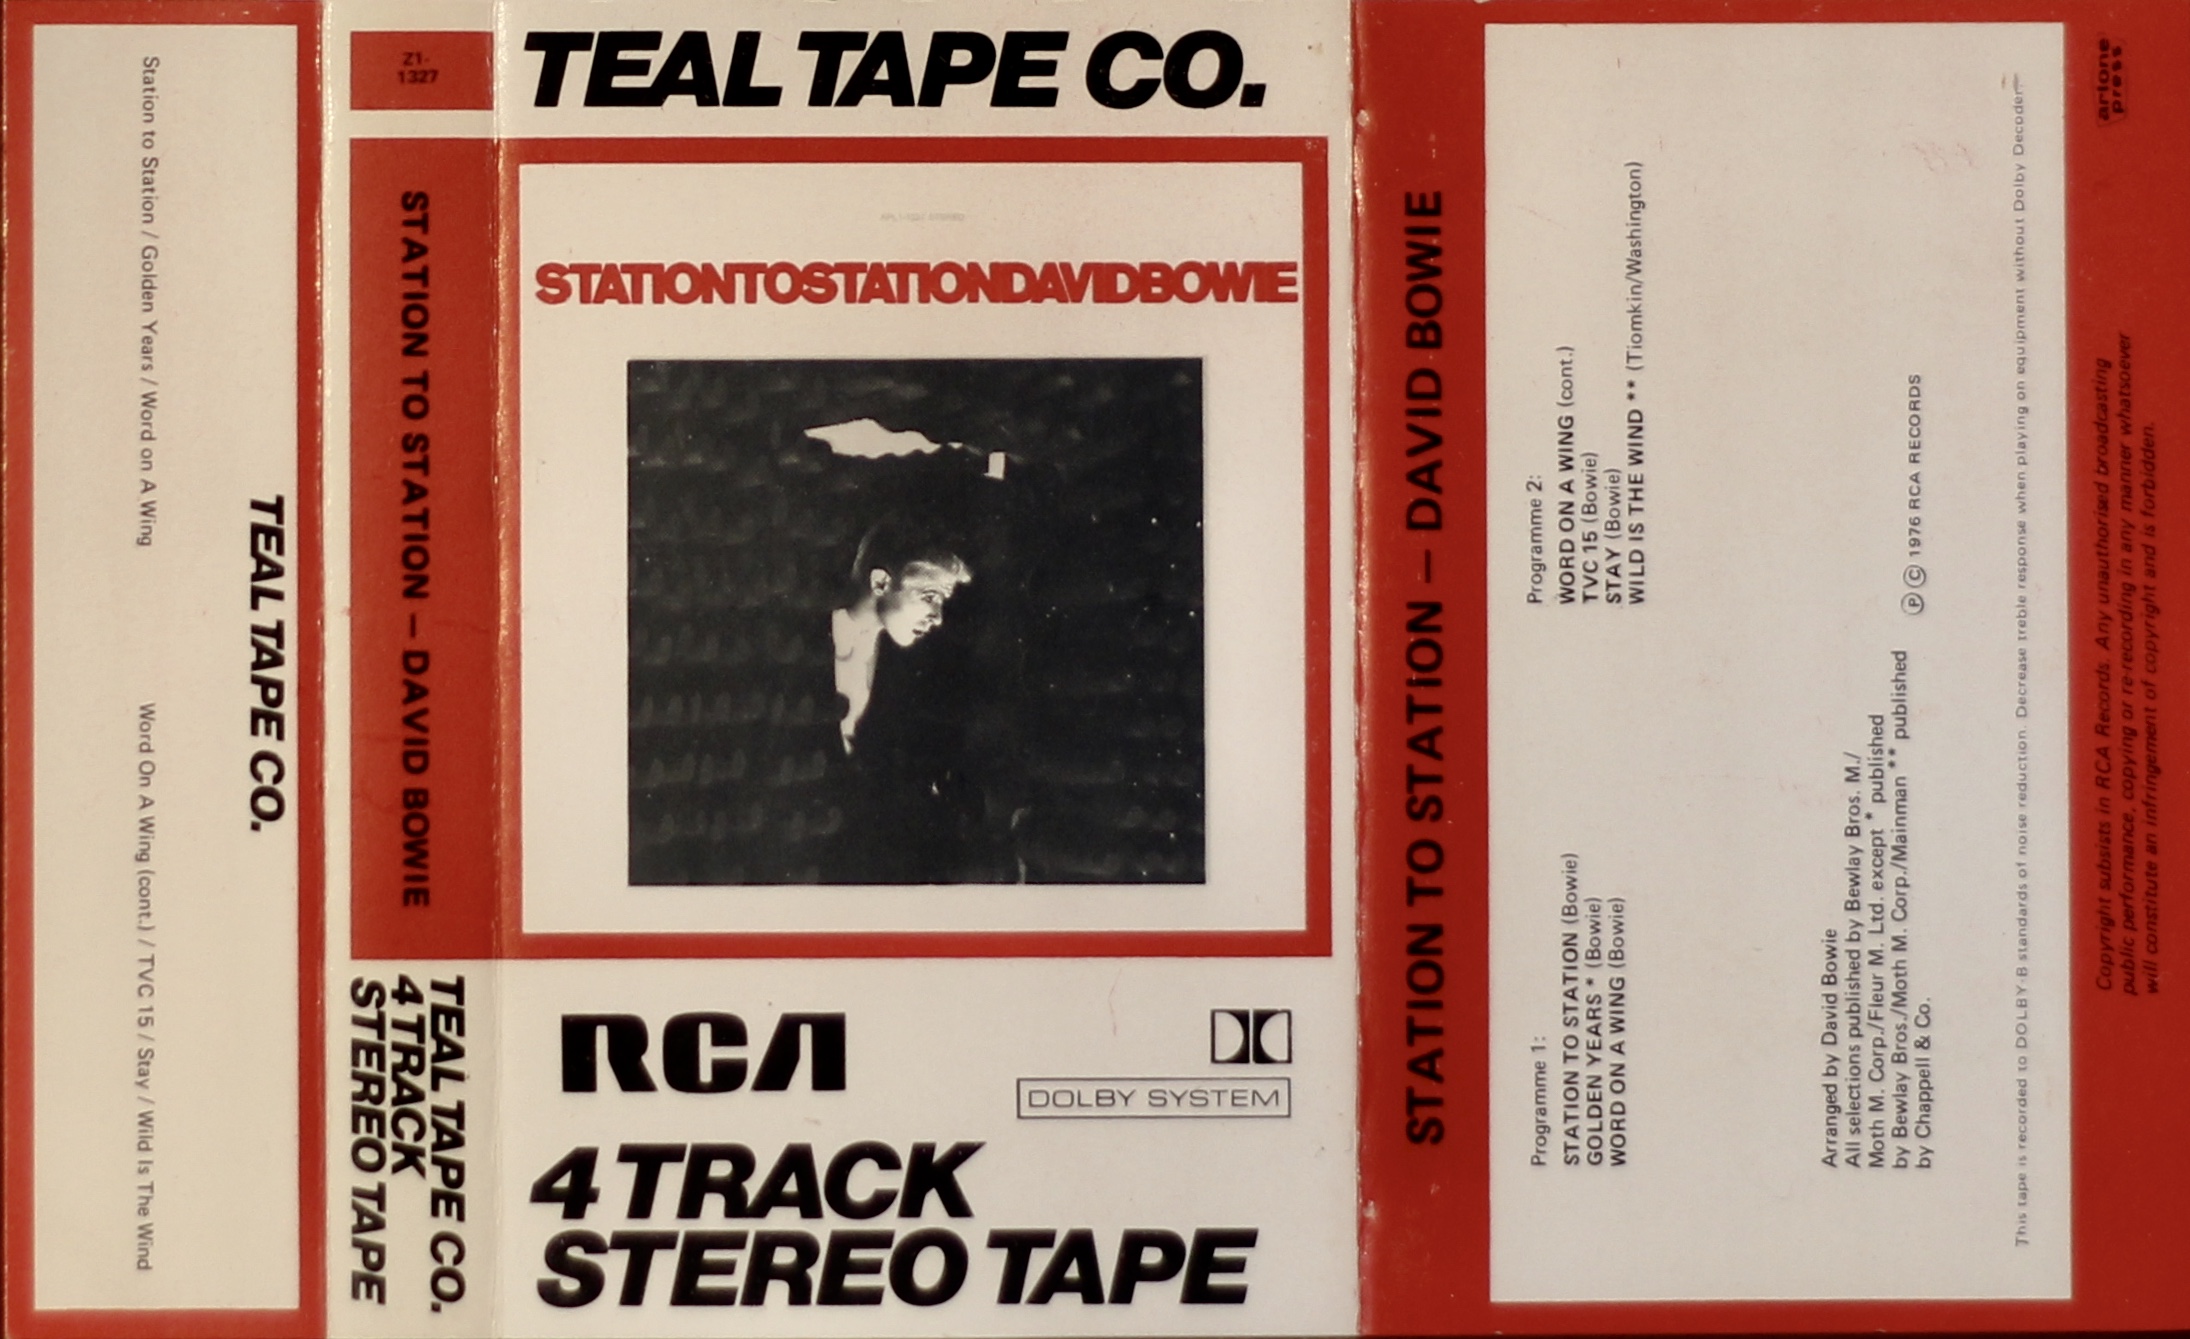 Station to Station / Golden Years / Word on A Wing
Word On A Wing (cont.) / TVC 15 / Stay / Wild Is The Wind
TEAL TAPE CO.
Z1-
1327
STATION TO STATION — DAVID BOWIE
TEAL TAPE CO.
4 TRACK
STEREO TAPE
TEAL TAPE CO.
STATIONTOSTATIONDAVIDBOWIE
RCA
DOLBY SYSTEM
4 TRACK
STEREO TAPE
STATION TO STATION — DAVID BOWIE
Programme 1:
STATION TO STATION (Bowie)
GOLDEN YEARS * (Bowie)
WORD ON A WING (Bowie)
Programme 2:
WORD ON A WING (cont.)
TVC 15 (Bowie)
STAY (Bowie)
WILD IS THE WIND ** (Tiomkin/Washington)
Arranged by David Bowie
All selections published by Bewlay Bros. M./
Moth M. Corp./Fleur M. Ltd. except * published
by Bewlay Bros./Moth M. Corp./Mainman ** published
by Chappell & Co.
Ⓟ Ⓒ 1976 RCA RECORDS
This tape is recorded to DOLBY-B standards of noise reduction. Decrease treble response when playing on equipment without Dolby Decoder
Copyright subsists in RCA Records. Any unauthorised broadcasting
public performance, copying or re-recording in any manner whatsoever
will constitute an infringement of copyright and is forbidden.
artone
press